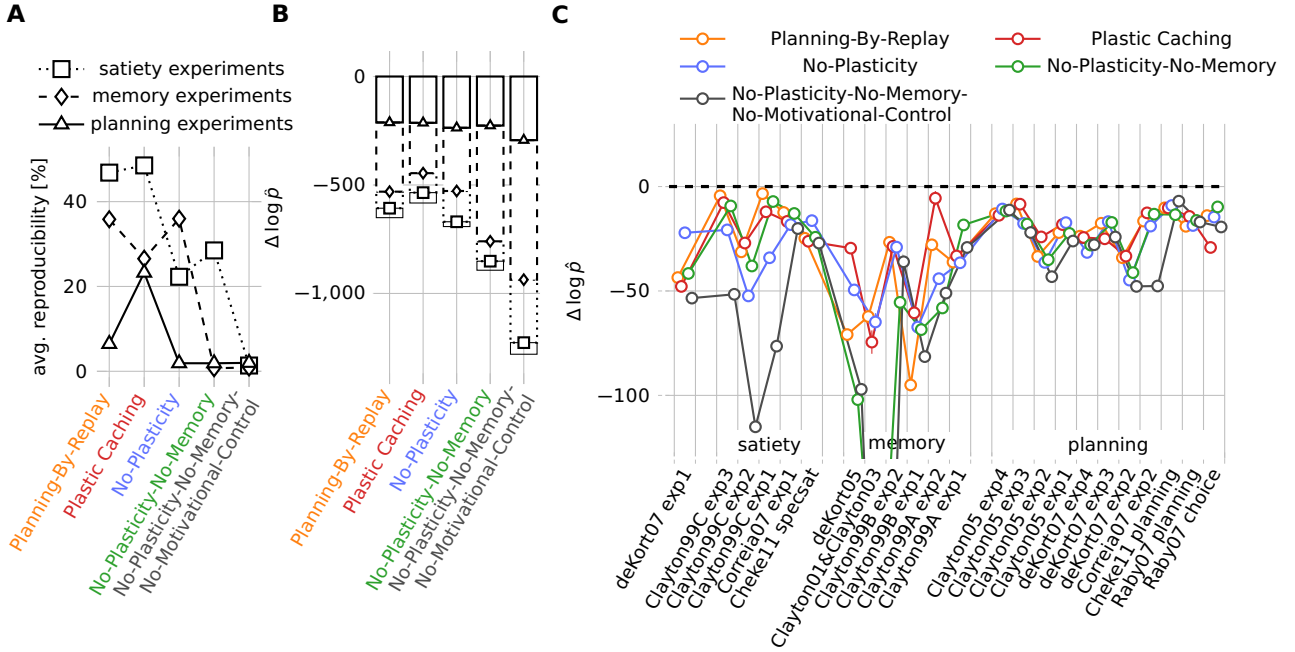 A
satiety experiments
memory experiments
planning experiments
avg. reproducibility [%]
40
20
0
Planning-By-Replay
Plastic Caching
No-Plasticity
No-Plasticity-No-Memory
No-Plasticity-No-Memory-
No-Motivational-Control
B
Δ log p̂
0
−500
−1,000
Planning-By-Replay
Plastic Caching
No-Plasticity
No-Plasticity-No-Memory
No-Plasticity-No-Memory-
No-Motivational-Control
C
Planning-By-Replay
Plastic Caching
No-Plasticity
No-Plasticity-No-Memory
No-Plasticity-No-Memory-
No-Motivational-Control
Δ log p̂
0
−50
−100
satiety
memory
planning
deKort07 exp1
Clayton99C exp3
Clayton99C exp2
Clayton99C exp1
Correia07 exp1
Cheke11 specsat
deKort05
Clayton01&Clayton03
Clayton99B exp2
Clayton99B exp1
Clayton99A exp2
Clayton99A exp1
Clayton05 exp4
Clayton05 exp3
Clayton05 exp2
Clayton05 exp1
deKort07 exp4
deKort07 exp3
deKort07 exp2
Correia07 exp2
Cheke11 planning
Raby07 planning
Raby07 choice